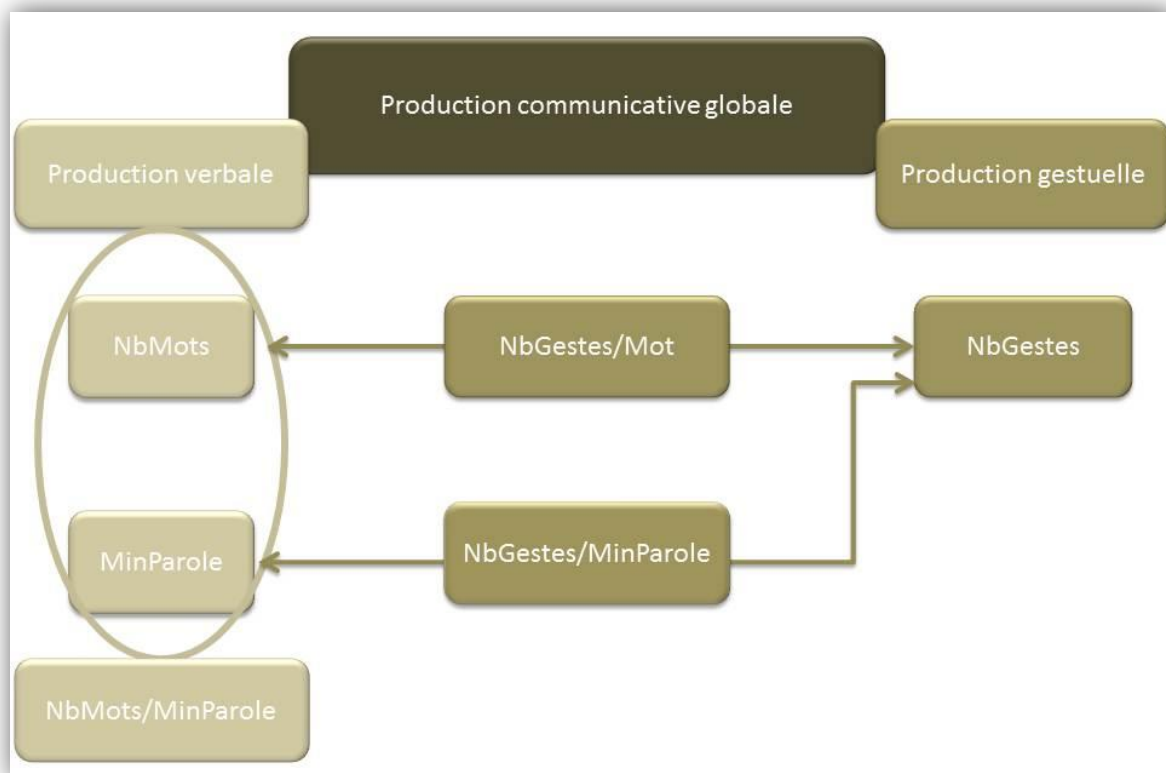 Production communicative globale
Production verbale
Production gestuelle
NbMots
NbGestes/Mot
NbGestes
MinParole
NbGestes/MinParole
NbMots/MinParole